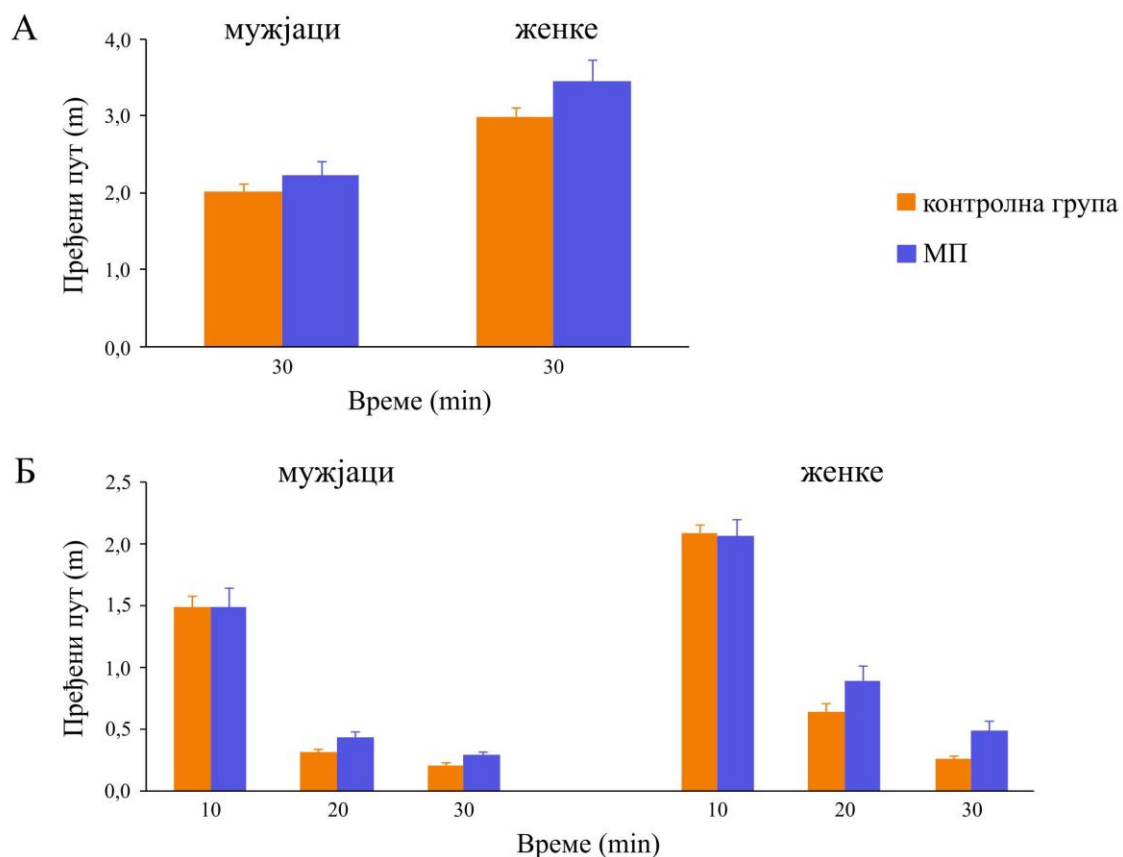 А
мужјаци женке
Пређени пут (m)
4,0
3,0
2,0
1,0
0,0
30 30
Време (min)
контролна група
МП
Б
мужјаци женке
Пређени пут (m)
2,5
2,0
1,5
1,0
0,5
0,0
10 20 30 10 20 30
Време (min)